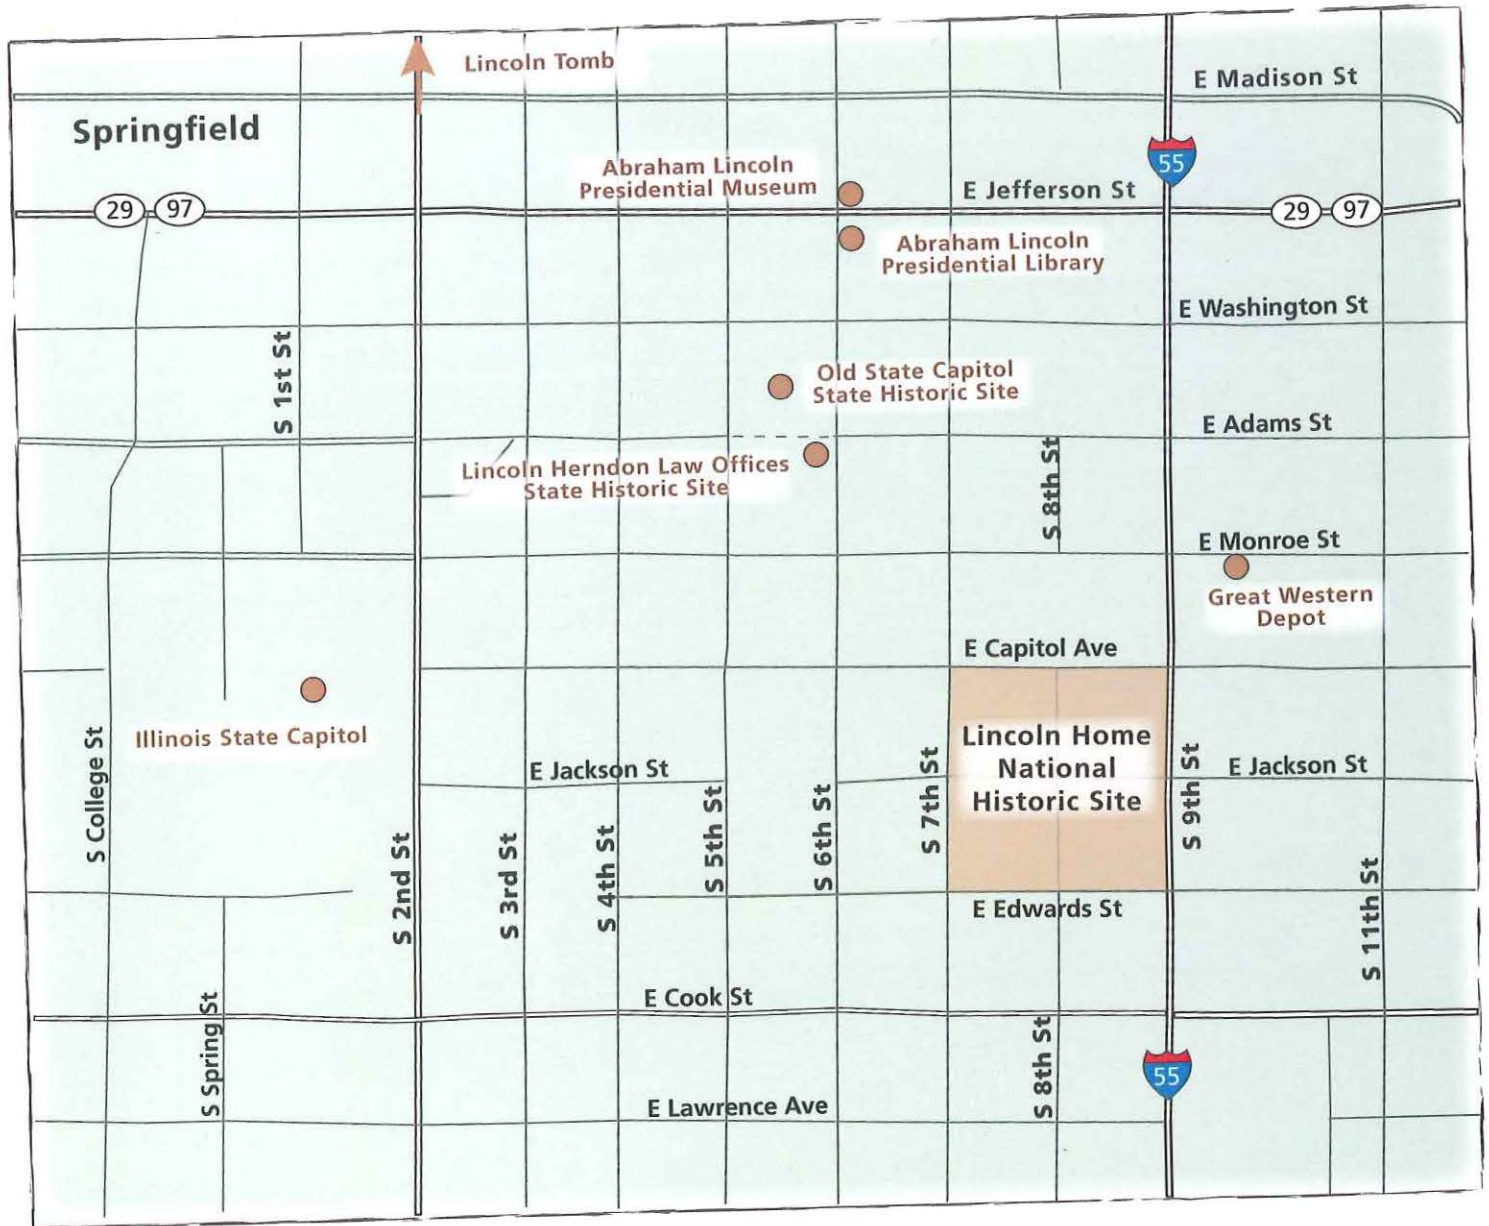 Lincoln Tomb
E Madison St
Springfield
55
Abraham Lincoln
Presidential Museum
E Jefferson St
29
97
29
97
Abraham Lincoln
Presidential Library
E Washington St
S 1st St
Old State Capitol
State Historic Site
E Adams St
Lincoln Herndon Law Offices
State Historic Site
S 8th St
E Monroe St
Great Western
Depot
E Capitol Ave
Illinois State Capitol
Lincoln Home
National
Historic Site
E Jackson St
E Jackson St
S College St
S 2nd St
S 3rd St
S 4th St
S 5th St
S 6th St
S 7th St
S 9th St
S 11th St
E Edwards St
E Cook St
S Spring St
S 8th St
55
E Lawrence Ave